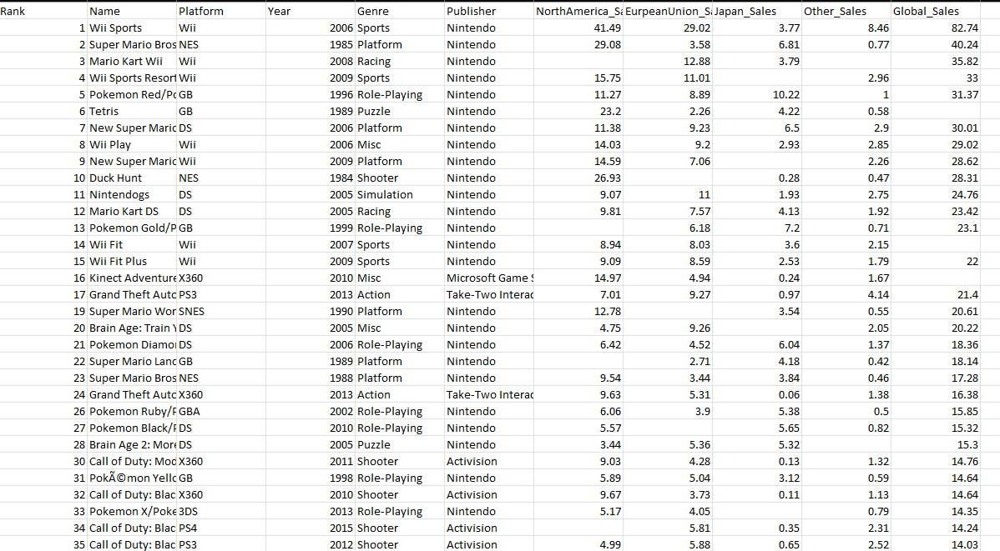 Rank Name Platform Year Genre Publisher NorthAmerica_Sa EurpeanUnion_Sa Japan_Sales Other_Sales Global_Sales
1 Wii Sports Wii 2006 Sports Nintendo 41.49 29.02 3.77 8.46 82.74
2 Super Mario Bros NES 1985 Platform Nintendo 29.08 3.58 6.81 0.77 40.24
3 Mario Kart Wii Wii 2008 Racing Nintendo 12.88 3.79 35.82
4 Wii Sports Resort Wii 2009 Sports Nintendo 15.75 11.01 2.96 33
5 Pokemon Red/Po GB 1996 Role-Playing Nintendo 11.27 8.89 10.22 1 31.37
6 Tetris GB 1989 Puzzle Nintendo 23.2 2.26 4.22 0.58
7 New Super Mario DS 2006 Platform Nintendo 11.38 9.23 6.5 2.9 30.01
8 Wii Play Wii 2006 Misc Nintendo 14.03 9.2 2.93 2.85 29.02
9 New Super Mario Wii 2009 Platform Nintendo 14.59 7.06 2.26 28.62
10 Duck Hunt NES 1984 Shooter Nintendo 26.93 0.28 0.47 28.31
11 Nintendogs DS 2005 Simulation Nintendo 9.07 11 1.93 2.75 24.76
12 Mario Kart DS DS 2005 Racing Nintendo 9.81 7.57 4.13 1.92 23.42
13 Pokemon Gold/P GB 1999 Role-Playing Nintendo 6.18 7.2 0.71 23.1
14 Wii Fit Wii 2007 Sports Nintendo 8.94 8.03 3.6 2.15
15 Wii Fit Plus Wii 2009 Sports Nintendo 9.09 8.59 2.53 1.79 22
16 Kinect Adventure X360 2010 Misc Microsoft Game S 14.97 4.94 0.24 1.67
17 Grand Theft Auto PS3 2013 Action Take-Two Interac 7.01 9.27 0.97 4.14 21.4
19 Super Mario Wor SNES 1990 Platform Nintendo 12.78 3.54 0.55 20.61
20 Brain Age: Train Y DS 2005 Misc Nintendo 4.75 9.26 2.05 20.22
21 Pokemon Diamon DS 2006 Role-Playing Nintendo 6.42 4.52 6.04 1.37 18.36
22 Super Mario Land GB 1989 Platform Nintendo 2.71 4.18 0.42 18.14
23 Super Mario Bros NES 1988 Platform Nintendo 9.54 3.44 3.84 0.46 17.28
24 Grand Theft Auto X360 2013 Action Take-Two Interac 9.63 5.31 0.06 1.38 16.38
26 Pokemon Ruby/P GBA 2002 Role-Playing Nintendo 6.06 3.9 5.38 0.5 15.85
27 Pokemon Black/P DS 2010 Role-Playing Nintendo 5.57 5.65 0.82 15.32
28 Brain Age 2: More DS 2005 Puzzle Nintendo 3.44 5.36 5.32 15.3
30 Call of Duty: Mod X360 2011 Shooter Activision 9.03 4.28 0.13 1.32 14.76
31 PokÃ©mon Yello GB 1998 Role-Playing Nintendo 5.89 5.04 3.12 0.59 14.64
32 Call of Duty: Blac X360 2010 Shooter Activision 9.67 3.73 0.11 1.13 14.64
33 Pokemon X/Poke 3DS 2013 Role-Playing Nintendo 5.17 4.05 0.79 14.35
34 Call of Duty: Blac PS4 2015 Shooter Activision 5.81 0.35 2.31 14.24
35 Call of Duty: Blac PS3 2012 Shooter Activision 4.99 5.88 0.65 2.52 14.03